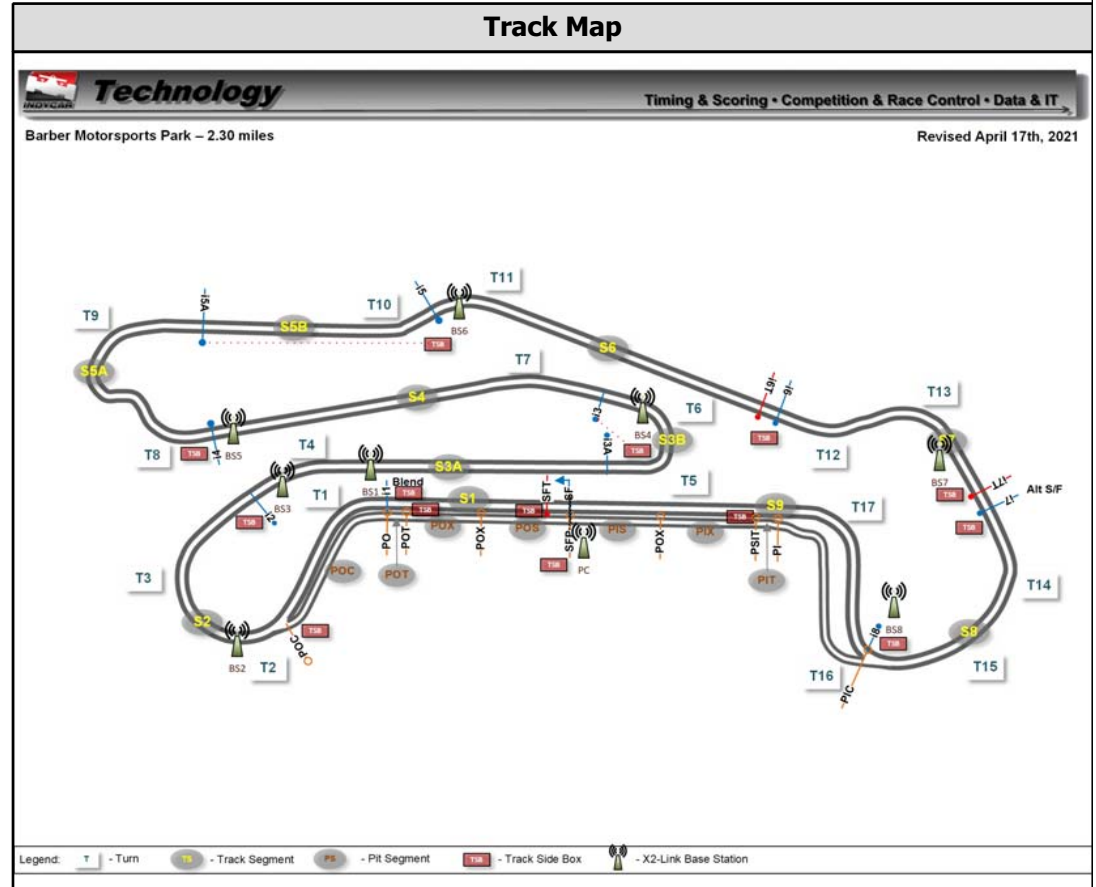 Track Map
INDYCAR
Technology
Timing & Scoring • Competition & Race Control • Data & IT
Barber Motorsports Park – 2.30 miles
Revised April 17th, 2021
T11
i5A
T10
i5
T9
S5B
BS6
TSB
S6
T7
S5A
S4
i6T
i6
T13
i3
BS4
T6
S7
TSB
S3B
i4
T8
TSB
BS5
T4
i3A
TSB
T12
BS7
S3A
i7T
T1
BS1
Blend
T5
TSB
i7
Alt S/F
BS3
i1
TSB
S1
SFT
SF
S9
T17
i2
TSB
TSB
TSB
TSB
POX
POS
PIS
PIX
PO
POT
POX
SFP
POX
PSIT
PI
PC
TSB
T3
POC
POT
PIT
T14
S2
BS8
TSB
POC
TSB
i8
S8
BS2
T2
T16
T15
PIC
Legend:
T - Turn
TS - Track Segment
PS - Pit Segment
TSB - Track Side Box
- X2-Link Base Station